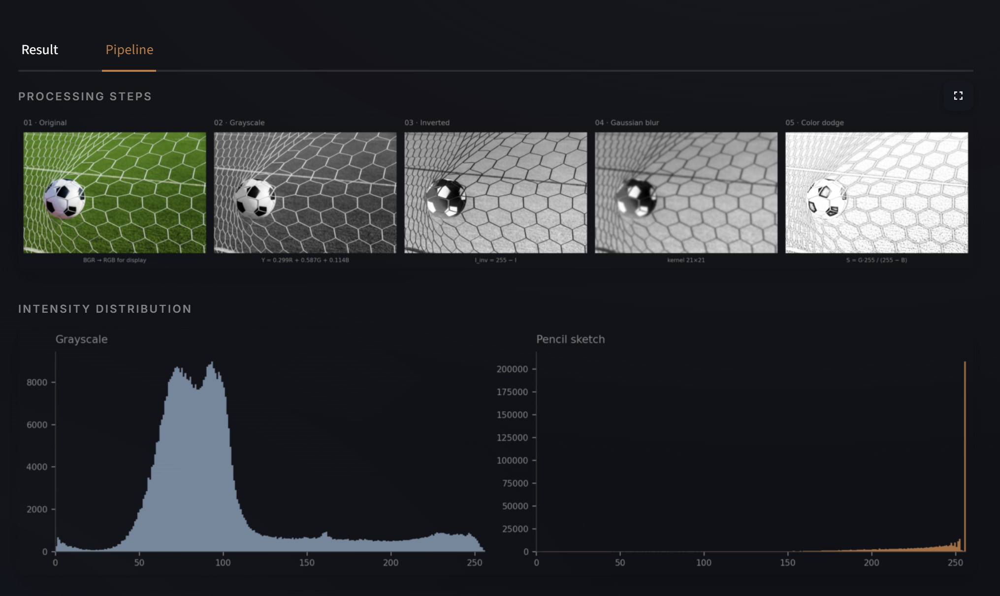 Result Pipeline
PROCESSING STEPS
01 · Original 02 · Grayscale 03 · Inverted 04 · Gaussian blur 05 · Color dodge
BGR → RGB for display Y = 0.299R + 0.587G + 0.114B I_inv = 255 − I kernel 21×21 S = G·255 / (255 − B)
INTENSITY DISTRIBUTION
Grayscale
8000
6000
4000
2000
0
0 50 100 150 200 250
Pencil sketch
200000
175000
150000
125000
100000
75000
50000
25000
0
0 50 100 150 200 250